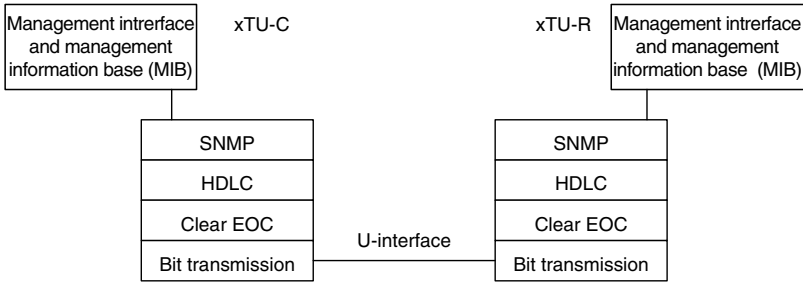 Management intrerface
and management
information base (MIB)
xTU-C
xTU-R
Management intrerface
and management
information base (MIB)
SNMP
HDLC
Clear EOC
Bit transmission
U-interface
SNMP
HDLC
Clear EOC
Bit transmission